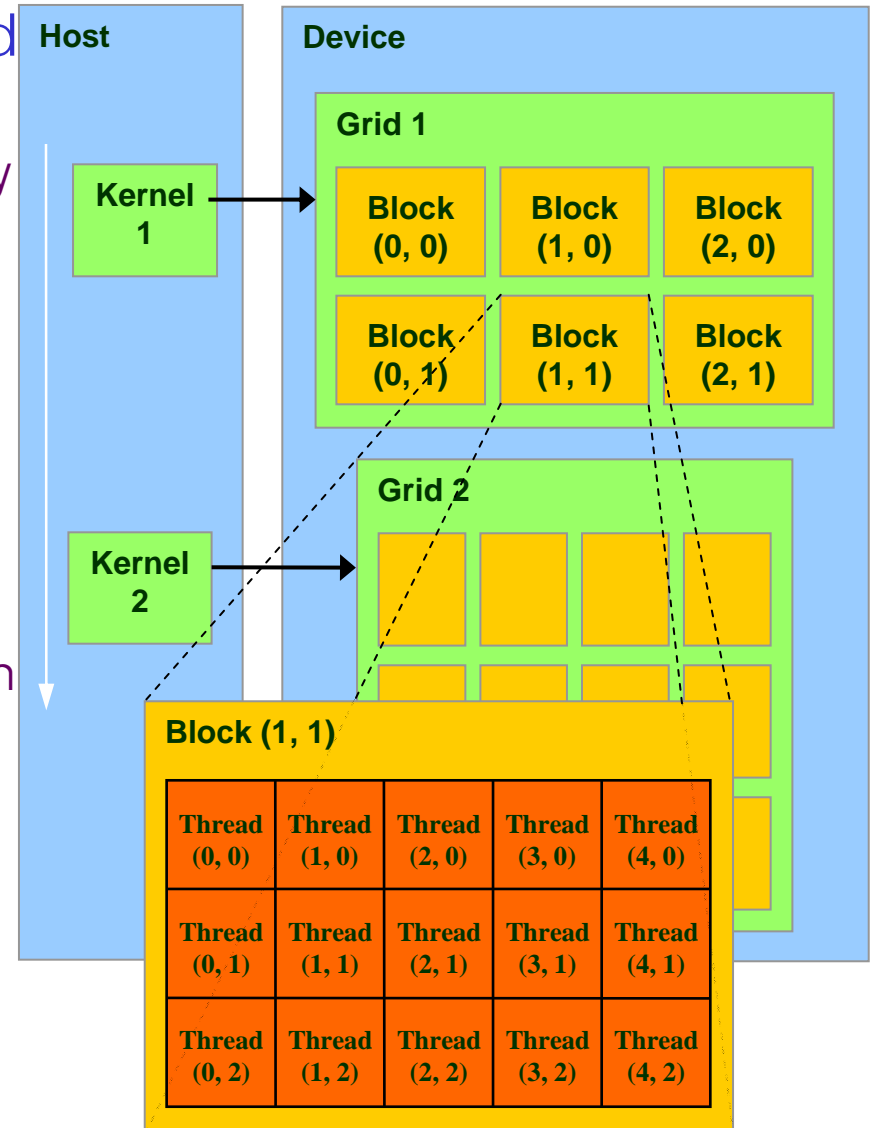 Host
Device
Grid 1
Kernel
1
Block
(0, 0)
Block
(1, 0)
Block
(2, 0)
Block
(0, 1)
Block
(1, 1)
Block
(2, 1)
Grid 2
Kernel
2
Block (1, 1)
Thread
(0, 0)
Thread
(1, 0)
Thread
(2, 0)
Thread
(3, 0)
Thread
(4, 0)
Thread
(0, 1)
Thread
(1, 1)
Thread
(2, 1)
Thread
(3, 1)
Thread
(4, 1)
Thread
(0, 2)
Thread
(1, 2)
Thread
(2, 2)
Thread
(3, 2)
Thread
(4, 2)